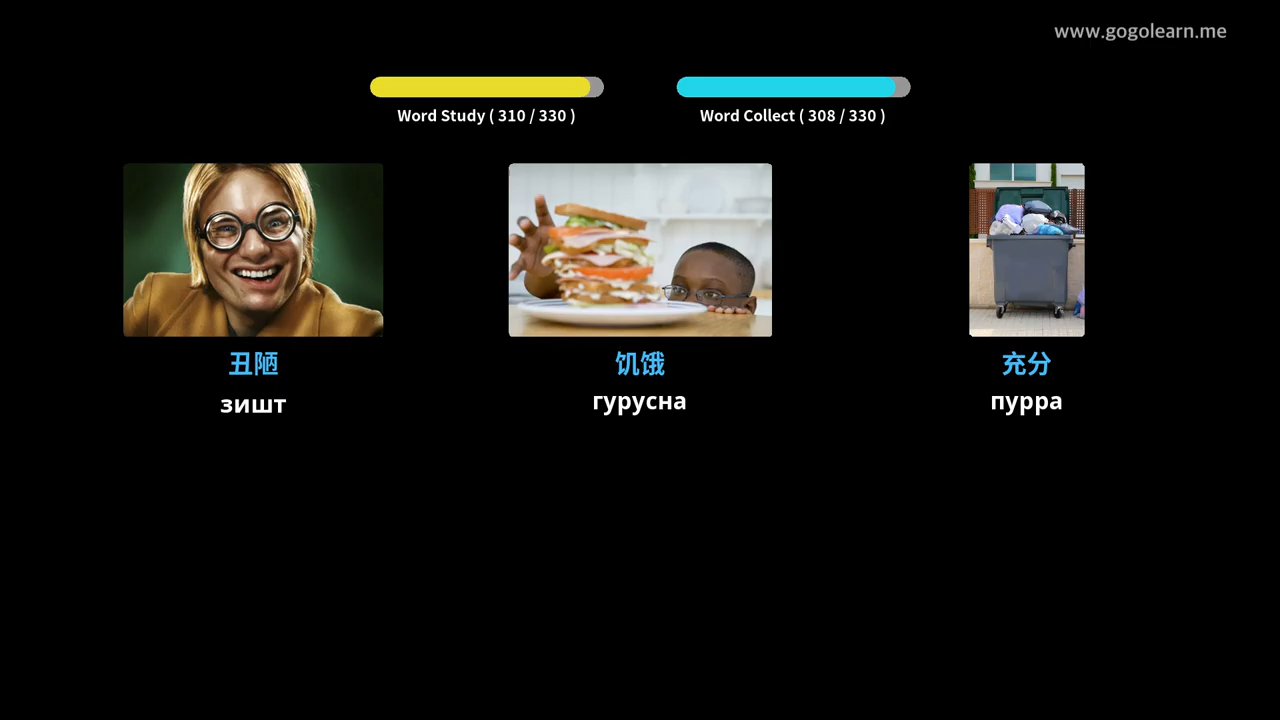 www.gogolearn.me
Word Study ( 310 / 330 )
Word Collect ( 308 / 330 )
丑陋
饥饿
充分
зишт
гурусна
пурра